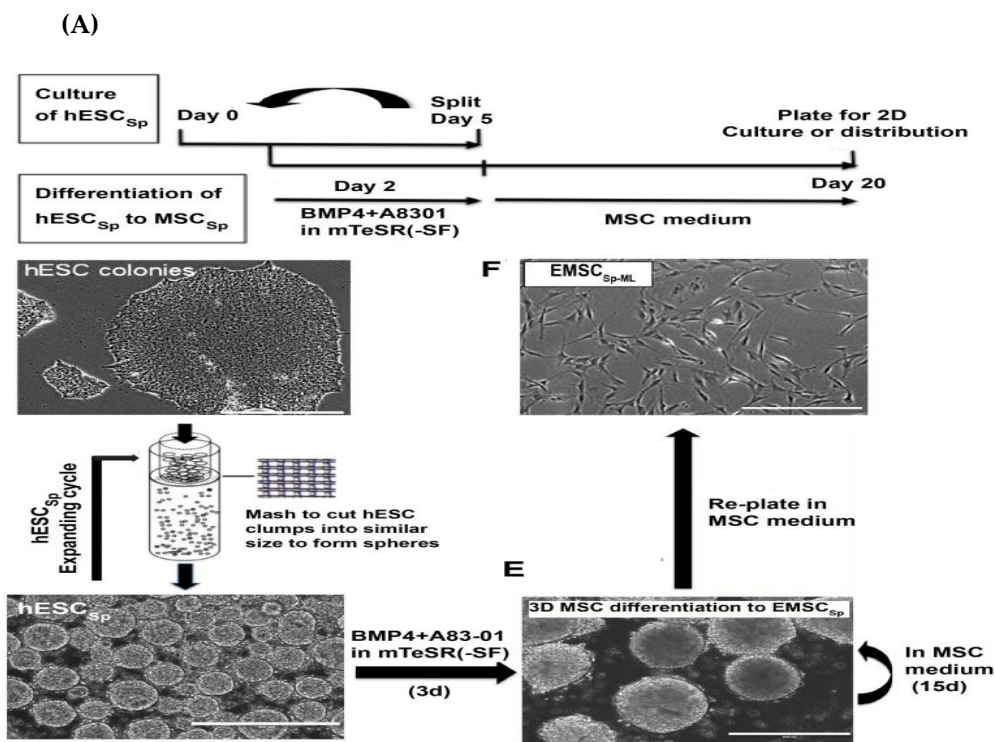 (A)
Culture
of hESCSp
Day 0
Split
Day 5
Plate for 2D
Culture or distribution
Differentiation of
hESCSp to MSCSp
Day 2
BMP4+A8301
in mTeSR(-SF)
MSC medium
Day 20
hESC colonies
F
EMSCSp-ML
hESCSp
Expanding cycle
Mash to cut hESC
clumps into similar
size to form spheres
Re-plate in
MSC medium
hESCSp
BMP4+A83-01
in mTeSR(-SF)
(3d)
E
3D MSC differentiation to EMSCSp
In MSC
medium
(15d)